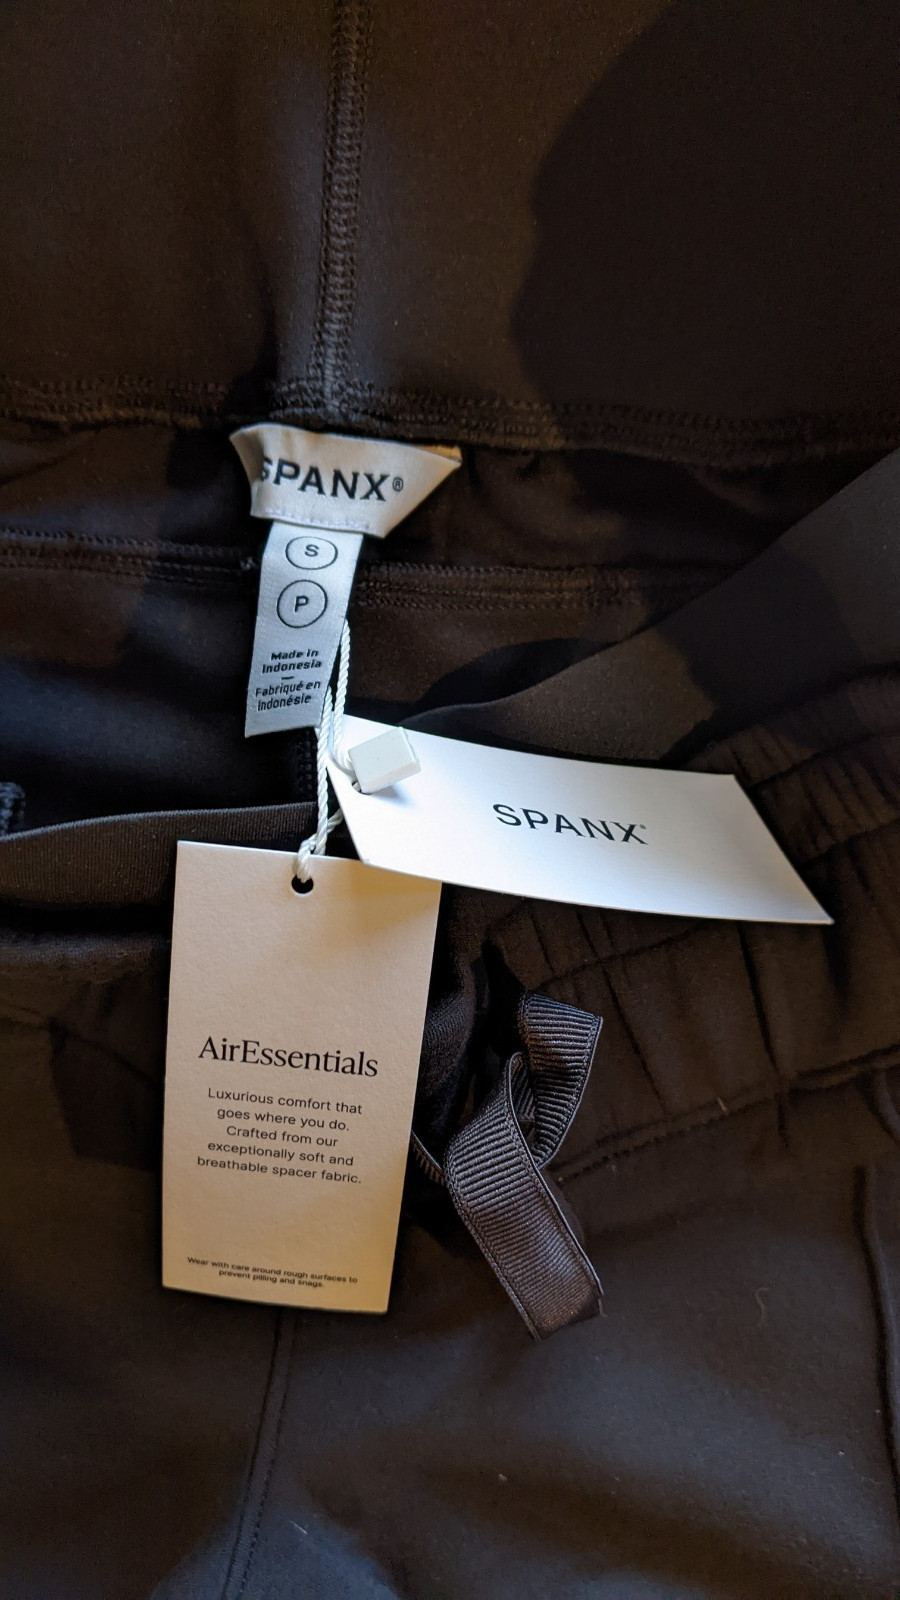 SPANX®
S
P
Made in
Indonesia
—
Fabriqué en
Indonésie
SPANX®
AirEssentials
Luxurious comfort that
goes where you do.
Crafted from our
exceptionally soft and
breathable spacer fabric.
Wear with care around rough surfaces to
prevent pilling and snags.